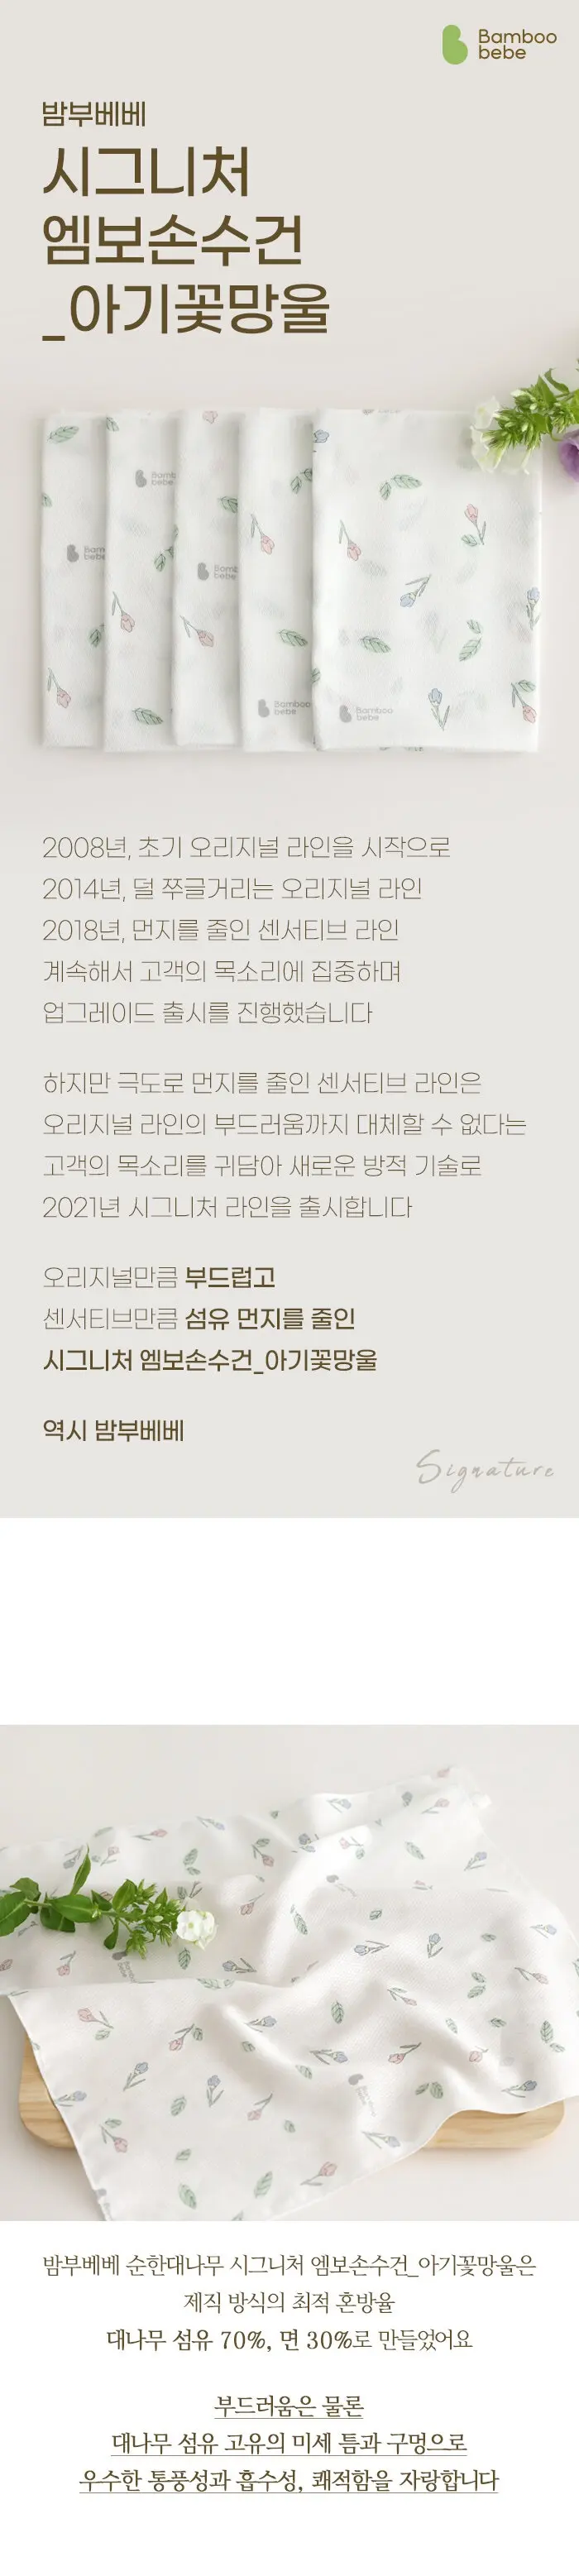 Bamboo
bebe
밤부베베
시그니처
엠보손수건
_아기꽃망울
Bamb
bebe
Bam
bebe
Bamb
bebe
Bamboo
bebe
Bamboo
bebe
2008년, 초기 오리지널 라인을 시작으로
2014년, 덜 쭈글거리는 오리지널 라인
2018년, 먼지를 줄인 센서티브 라인
계속해서 고객의 목소리에 집중하며
업그레이드 출시를 진행했습니다
하지만 극도로 먼지를 줄인 센서티브 라인은
오리지널 라인의 부드러움까지 대체할 수 없다는
고객의 목소리를 귀담아 새로운 방적 기술로
2021년 시그니처 라인을 출시합니다
오리지널만큼 부드럽고
센서티브만큼 섬유 먼지를 줄인
시그니처 엠보손수건_아기꽃망울
역시 밤부베베
Signature
밤부베베 순한대나무 시그니처 엠보손수건_아기꽃망울은
제직 방식의 최적 혼방율
대나무 섬유 70%, 면 30%로 만들었어요
부드러움은 물론
대나무 섬유 고유의 미세 틈과 구멍으로
우수한 통풍성과 흡수성, 쾌적함을 자랑합니다